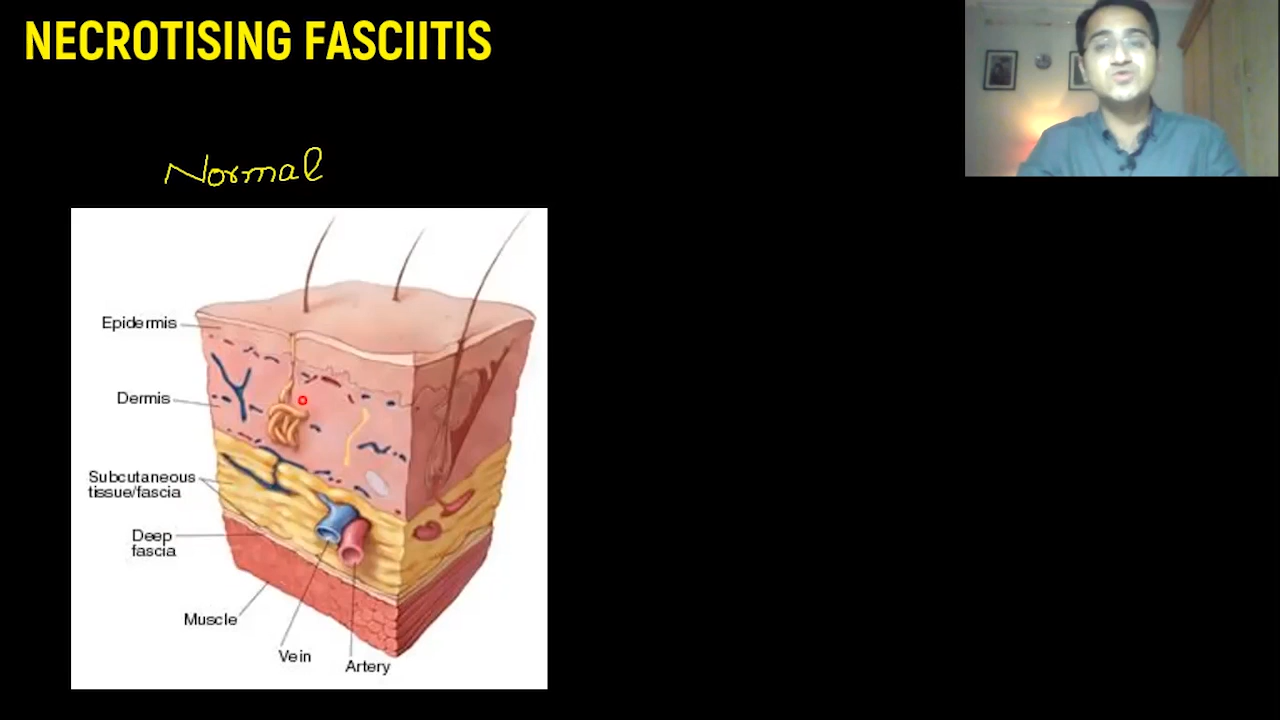 NECROTISING FASCIITIS
Normal
Epidermis
Dermis
Subcutaneous
tissue/fascia
Deep
fascia
Muscle
Vein
Artery